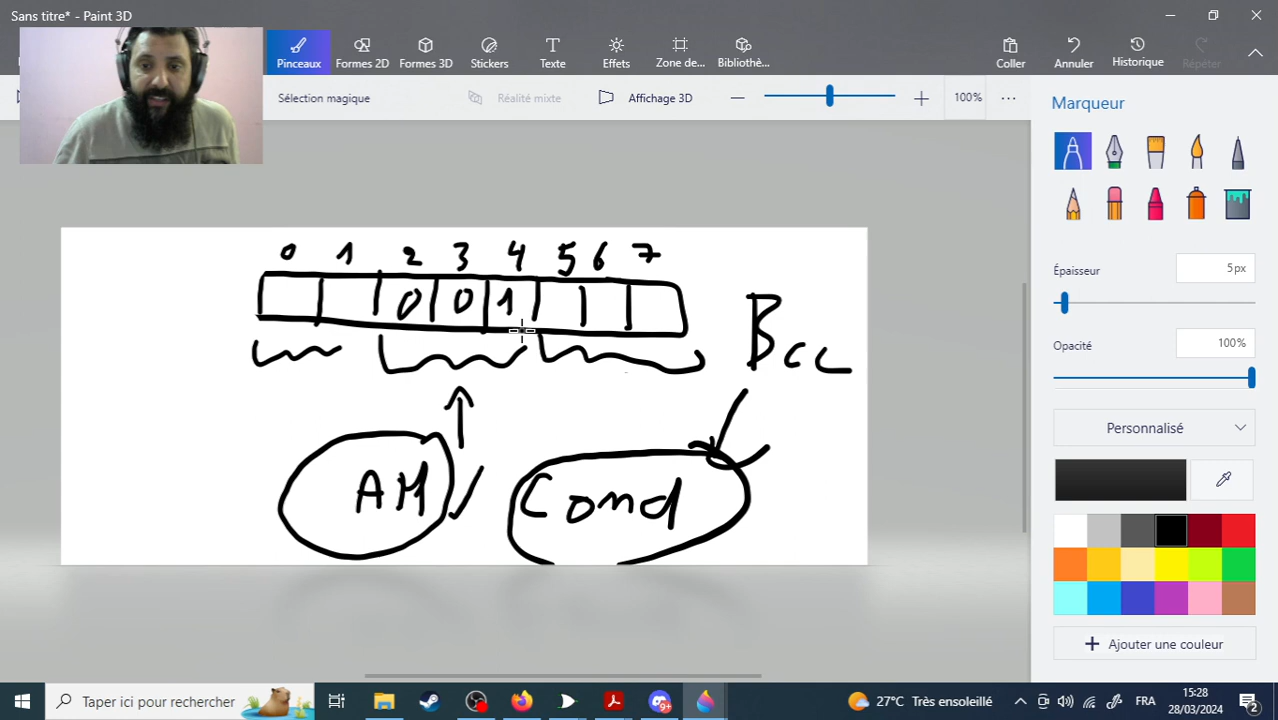 Sans titre* - Paint 3D
Pinceaux
Formes 2D
Formes 3D
Stickers
Texte
Effets
Zone de...
Bibliothè...
Coller
Annuler
Historique
Répéter
Sélection magique
Réalité mixte
Affichage 3D
100%
Marqueur
0 1 2 3 4 5 6 7
0 0 1
Bcc
AM
Cond
Épaisseur
5px
Opacité
100%
Personnalisé
Ajouter une couleur
Taper ici pour rechercher
9+
27°C Très ensoleillé
FRA
15:28
28/03/2024
2